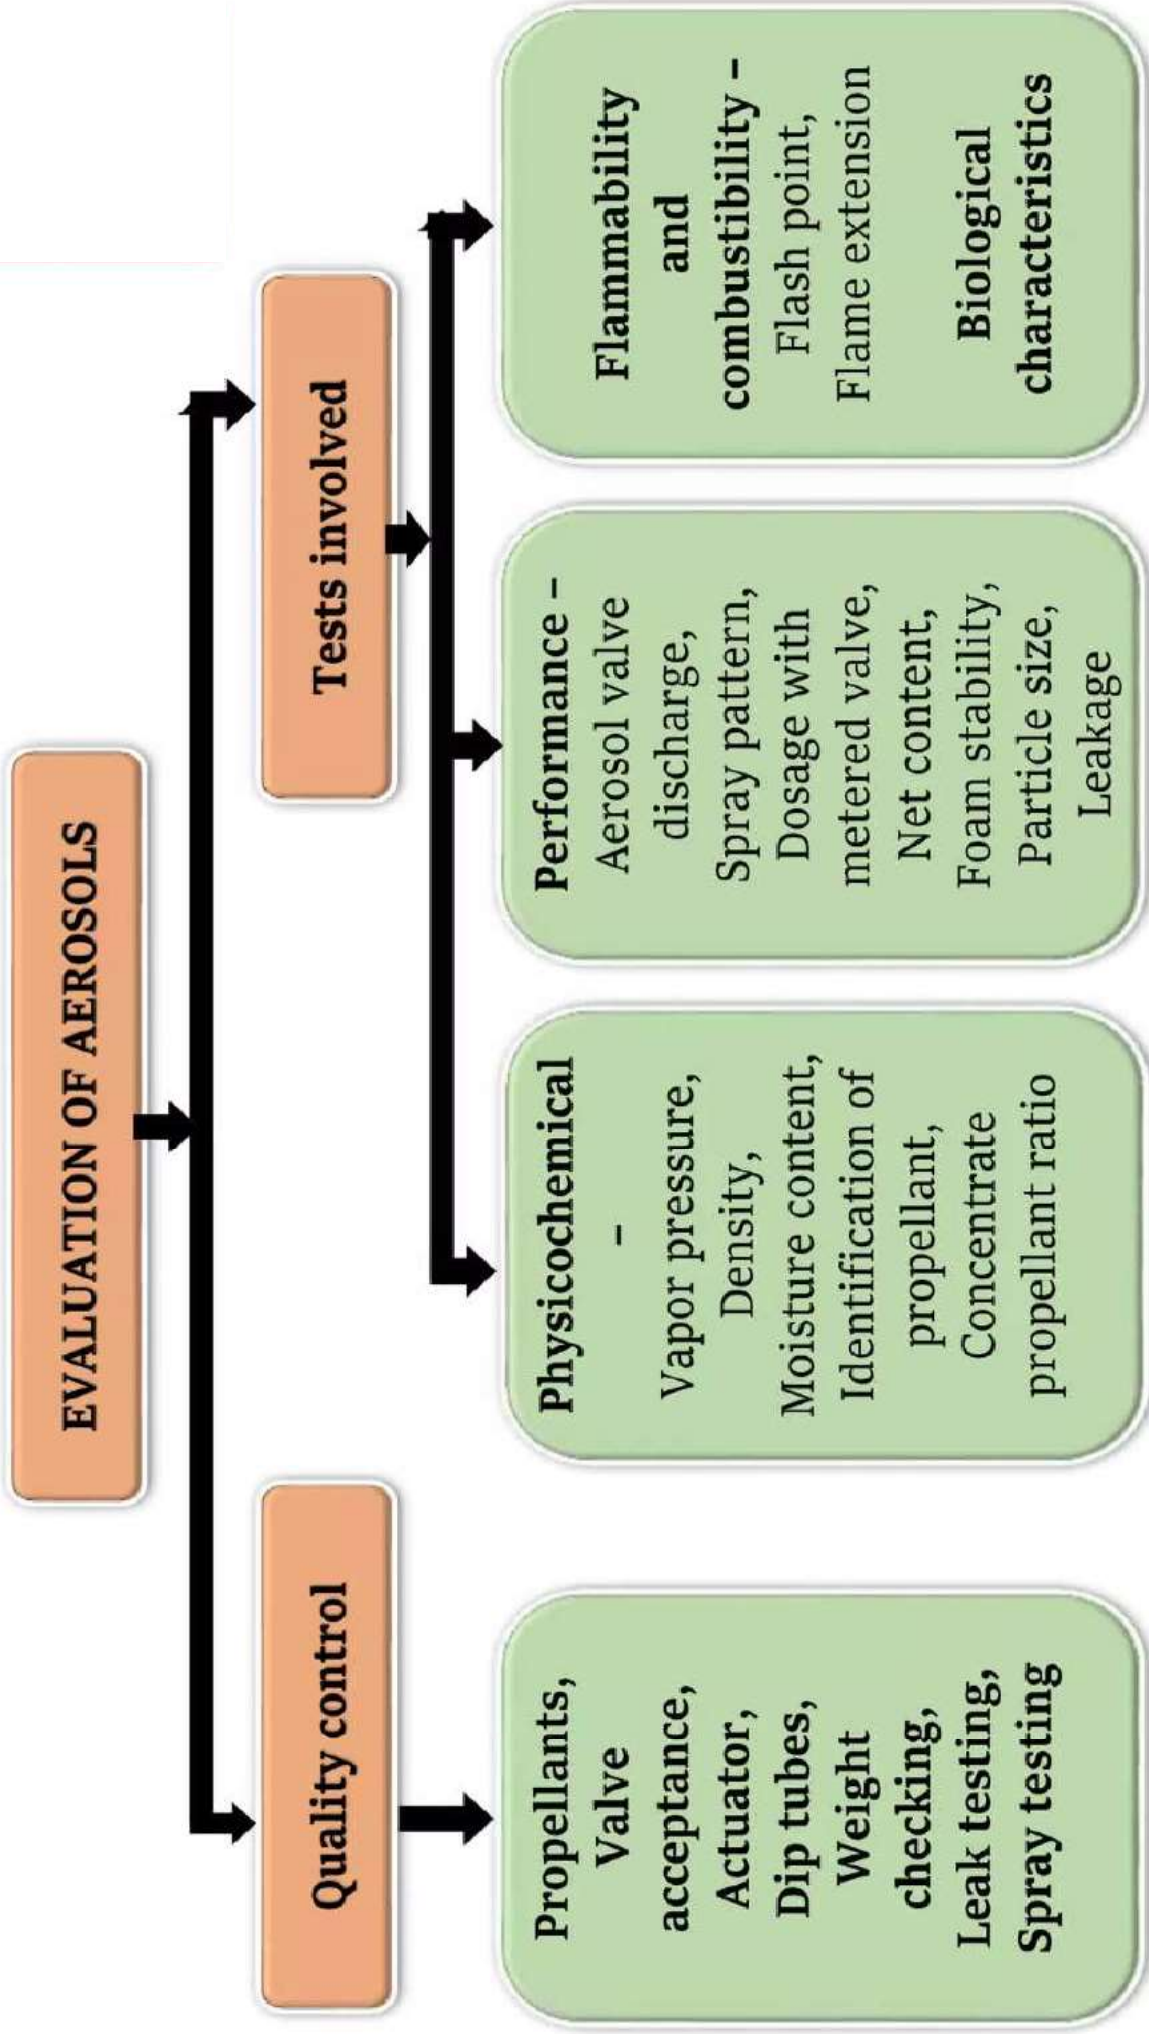 EVALUATION OF AEROSOLS
Quality control
Tests involved
Propellants,
Valve
acceptance,
Actuator,
Dip tubes,
Weight
checking,
Leak testing,
Spray testing
Physicochemical
–
Vapor pressure,
Density,
Moisture content,
Identification of
propellant,
Concentrate
propellant ratio
Performance –
Aerosol valve
discharge,
Spray pattern,
Dosage with
metered valve,
Net content,
Foam stability,
Particle size,
Leakage
Flammability
and
combustibility –
Flash point,
Flame extension
Biological
characteristics